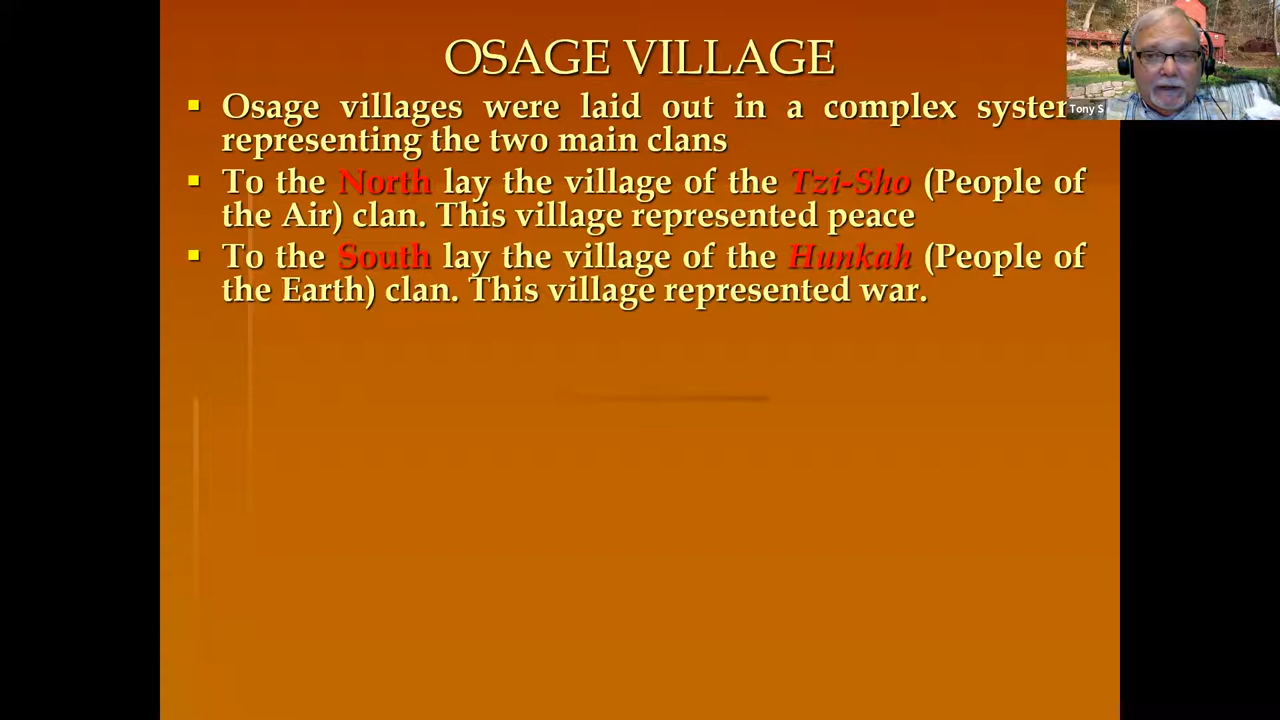 OSAGE VILLAGE
Osage villages were laid out in a complex system
representing the two main clans
To the North lay the village of the Tzi-Sho (People of
the Air) clan. This village represented peace
To the South lay the village of the Hunkah (People of
the Earth) clan. This village represented war.
Tony S